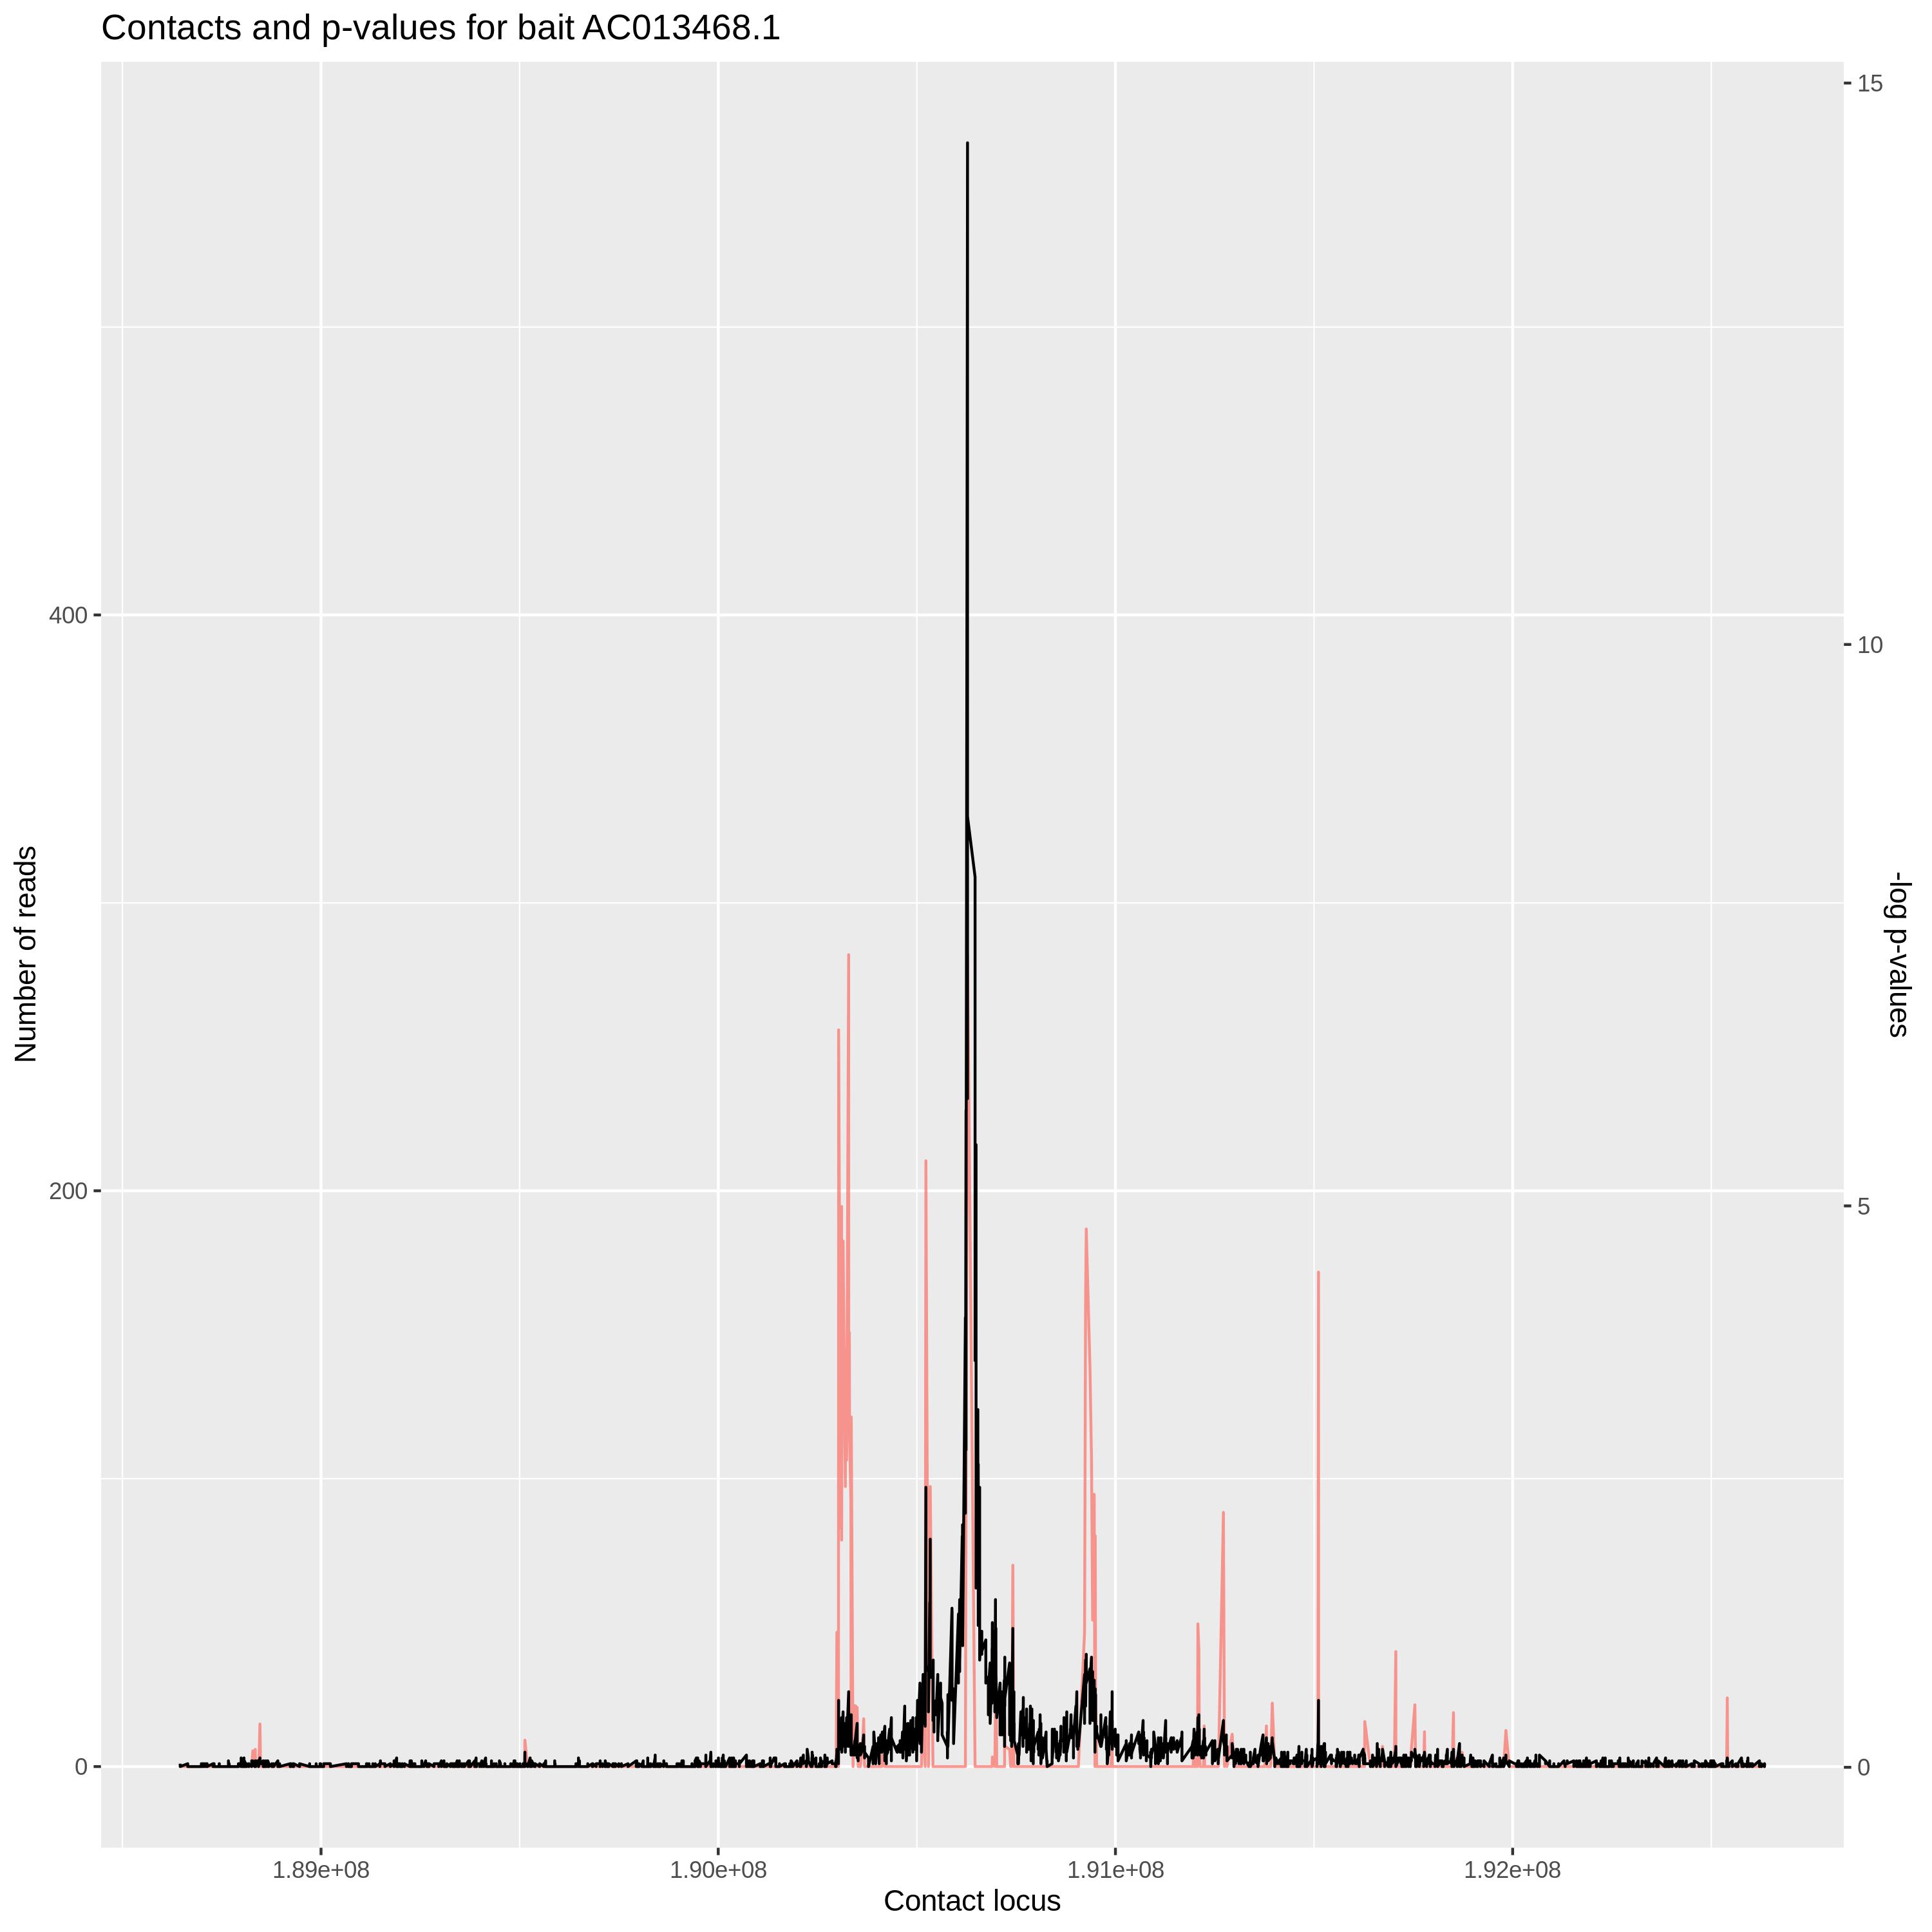 Contacts and p-values for bait AC013468.1
15
400
10
Number of reads
-log p-values
200
5
0
0
1.89e+08
1.90e+08
1.91e+08
1.92e+08
Contact locus